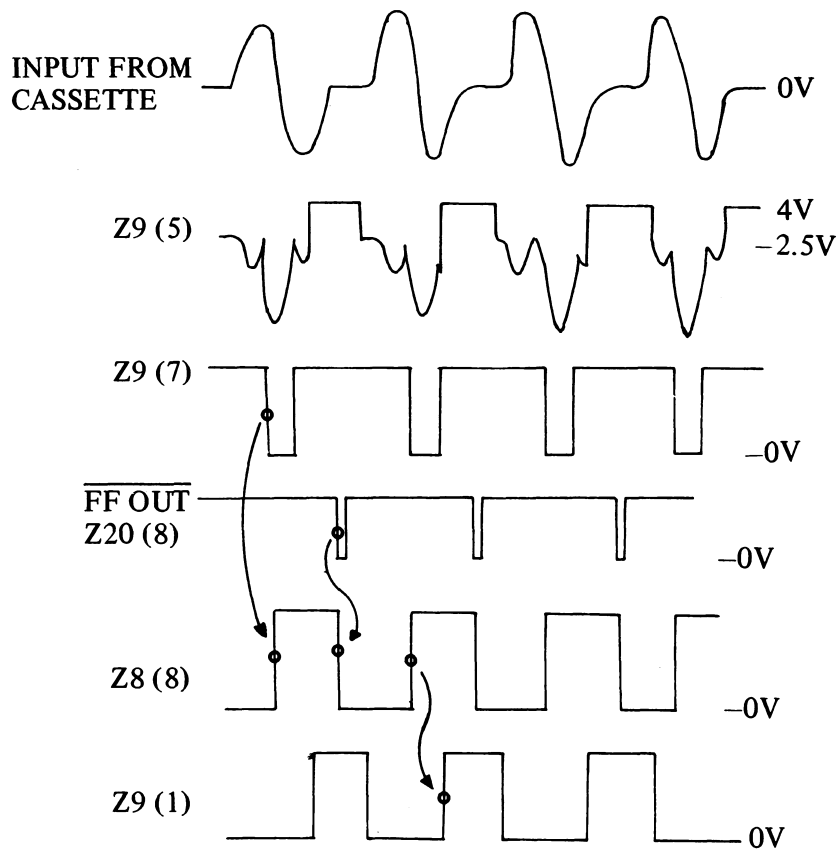 INPUT FROM
CASSETTE
0V
Z9 (5)
4V
–2.5V
Z9 (7)
–0V
FF OUT
Z20 (8)
–0V
Z8 (8)
–0V
Z9 (1)
0V